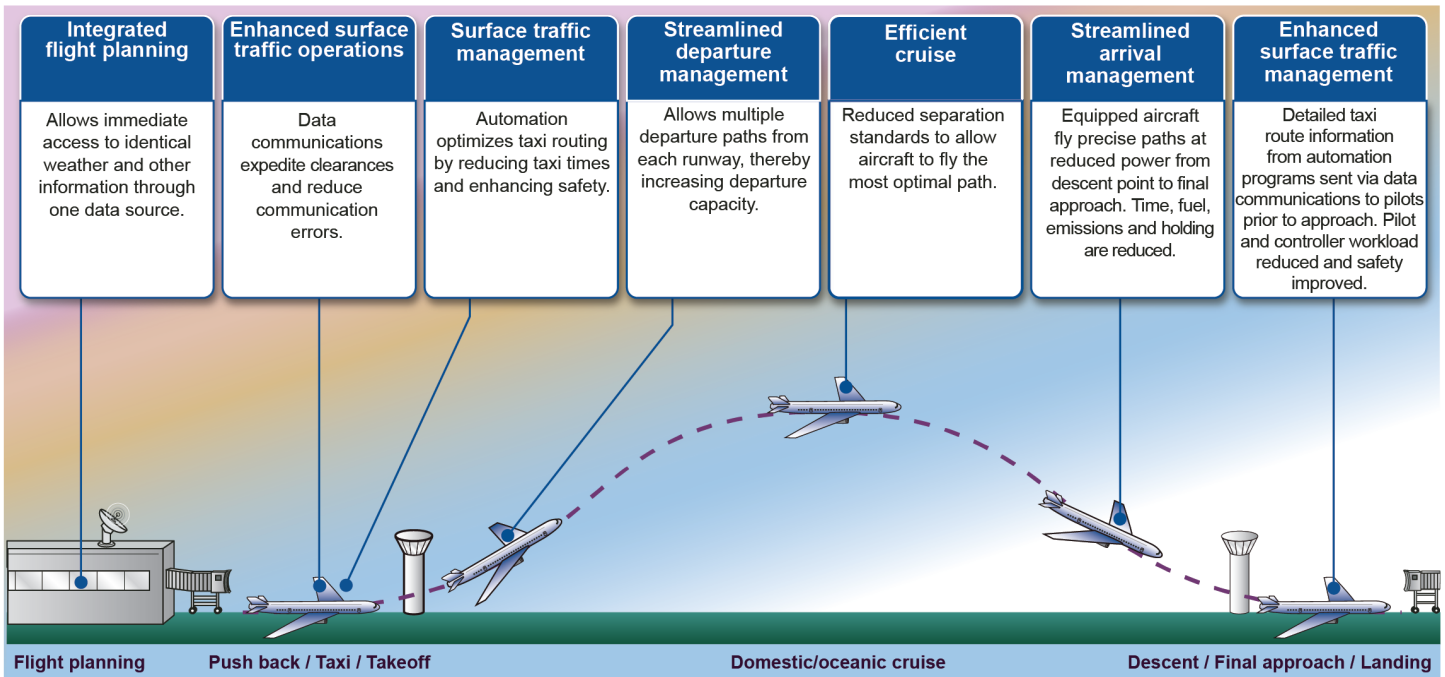 Integrated
flight planning
Allows immediate
access to identical
weather and other
information through
one data source.
Enhanced surface
traffic operations
Data
communications
expedite clearances
and reduce
communication
errors.
Surface traffic
management
Automation
optimizes taxi routing
by reducing taxi times
and enhancing safety.
Streamlined
departure
management
Allows multiple
departure paths from
each runway, thereby
increasing departure
capacity.
Efficient
cruise
Reduced separation
standards to allow
aircraft to fly the
most optimal path.
Streamlined
arrival
management
Equipped aircraft
fly precise paths at
reduced power from
descent point to final
approach. Time, fuel,
emissions and holding
are reduced.
Enhanced
surface traffic
management
Detailed taxi
route information
from automation
programs sent via data
communications to pilots
prior to approach. Pilot
and controller workload
reduced and safety
improved.
Flight planning
Push back / Taxi / Takeoff
Domestic/oceanic cruise
Descent / Final approach / Landing